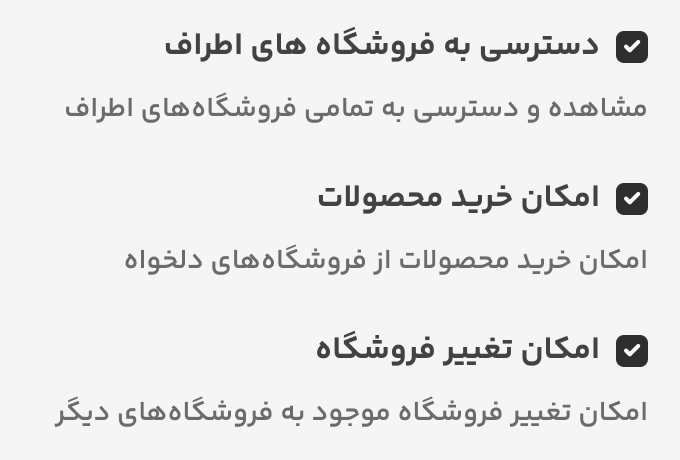 دسترسی به فروشگاه های اطراف
مشاهده و دسترسی به تمامی فروشگاه‌های اطراف
امکان خرید محصولات
امکان خرید محصولات از فروشگاه‌های دلخواه
امکان تغییر فروشگاه
امکان تغییر فروشگاه موجود به فروشگاه‌های دیگر